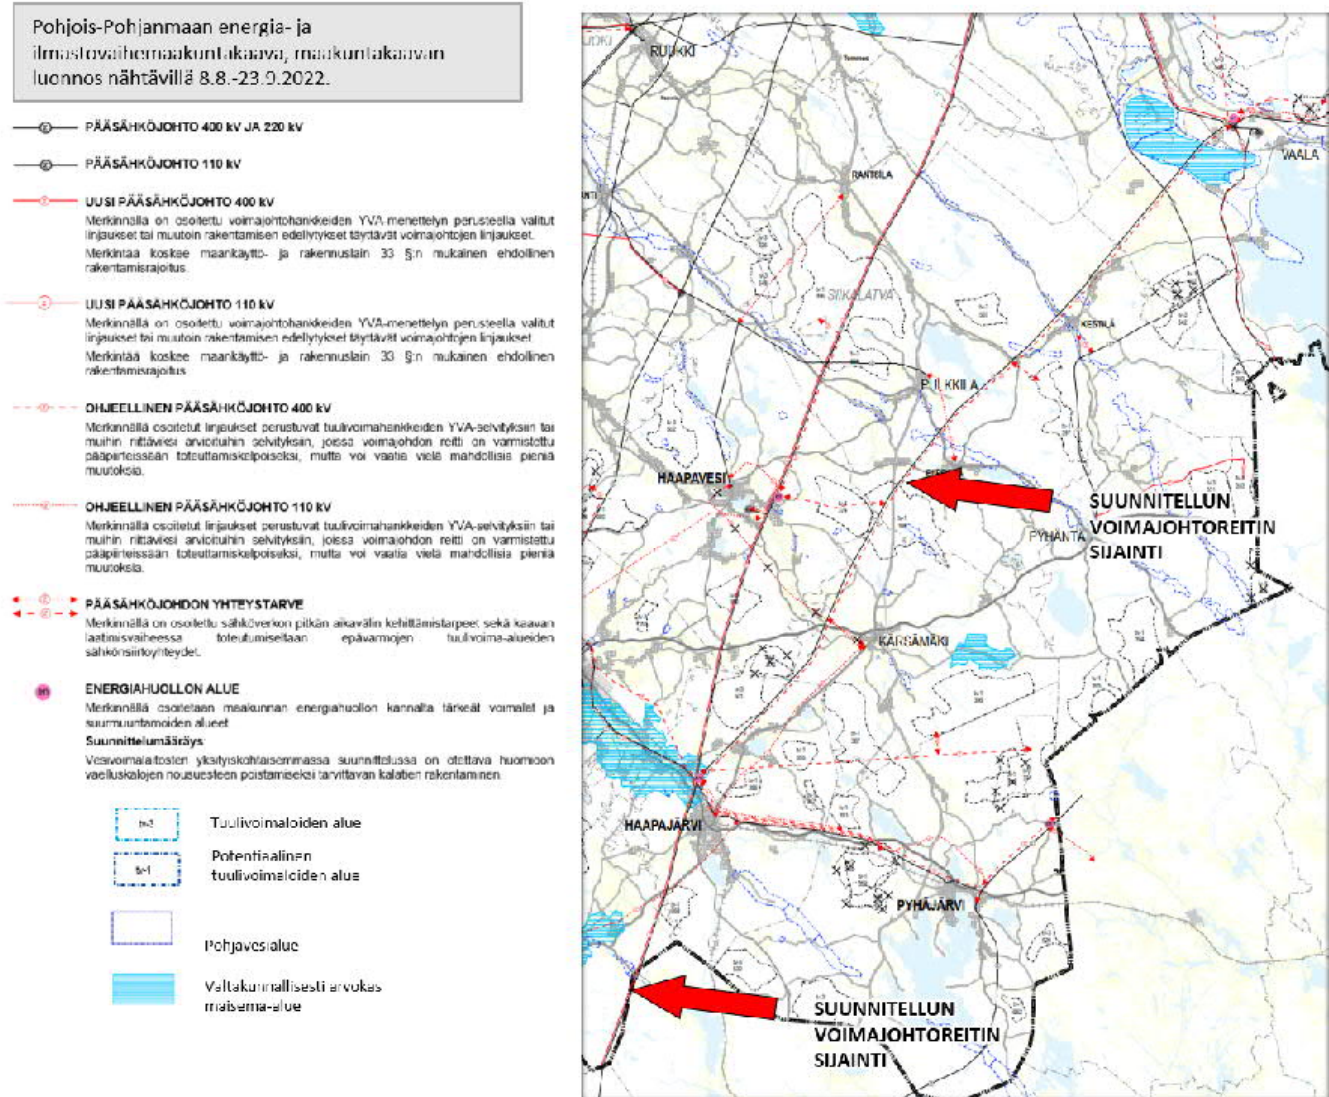 Pohjois-Pohjanmaan energia- ja
ilmastovaihemaakuntakaava, maakuntakaavan
luonnos nähtävillä 8.8.-23.9.2022.
PÄÄSÄHKÖJOHTO 400 kV JA 220 kV
PÄÄSÄHKÖJOHTO 110 kV
UUSI PÄÄSÄHKÖJOHTO 400 kV
Merkinnällä on osoitettu voimajohtohankkeiden YVA-menettelyn perusteella valitut
linjaukset tai muutoin rakentamisen edellytykset täyttävät voimajohtojen linjaukset.
Merkintää koskee maankäyttö- ja rakennuslain 33 §:n mukainen ehdollinen
rakentamisrajoitus.
UUSI PÄÄSÄHKÖJOHTO 110 kV
Merkinnällä on osoitettu voimajohtohankkeiden YVA-menettelyn perusteella valitut
linjaukset tai muutoin rakentamisen edellytykset täyttävät voimajohtojen linjaukset
Merkintää koskee maankäyttö- ja rakennuslain 33 §:n mukainen ehdollinen
rakentamisrajoitus
OHJEELLINEN PÄÄSÄHKÖJOHTO 400 kV
Merkinnällä osoitetut linjaukset perustuvat tuulivoimahankkeiden YVA-selvityksiin tai
muihin riittäviksi arvioituihin selvityksiin, joissa voimajohdon reitti on varmistettu
pääpiirteissään toteuttamiskelpoiseksi, mutta voi vaatia vielä mahdollisia pieniä
muutoksia.
OHJEELLINEN PÄÄSÄHKÖJOHTO 110 kV
Merkinnällä osoitetut linjaukset perustuvat tuulivoimahankkeiden YVA-selvityksiin tai
muihin riittäviksi arvioituihin selvityksiin, joissa voimajohdon reitti on varmistettu
pääpiirteissään toteuttamiskelpoiseksi, mutta voi vaatia vielä mahdollisia pieniä
muutoksia.
PÄÄSÄHKÖJOHDON YHTEYSTARVE
Merkinnällä on osoitettu sähköverkon pitkän aikavälin kehittämistarpeet sekä kaavan
laatimisvaiheessa toteutumiseltaan epävarmojen tuulivoima-alueiden
sähkönsiirtoyhteydet.
ENERGIAHUOLLON ALUE
Merkinnällä osoitetaan maakunnan energiahuollon kannalta tärkeät voimalat ja
suurmuuntamoiden alueet
Suunnittelumääräys:
Vesivoimalaitosten yksityiskohtaisemmassa suunnittelussa on otettava huomioon
vaelluskalojen nousuesteen poistamiseksi tarvittavan kalatien rakentaminen.
tv-2
Tuulivoimaloiden alue
tv-1
Potentiaalinen
tuulivoimaloiden alue
Pohjavesialue
Valtakunnallisesti arvokas
maisema-alue
RUUKKI
VAALA
RANTSILA
SIIKALATVA
KESTILÄ
PULKKILA
HAAPAVESI
PYHÄNTÄ
SUUNNITELLUN
VOIMAJOHTOREITIN
SIJAINTI
KÄRSÄMÄKI
HAAPAJÄRVI
PYHÄJÄRVI
SUUNNITELLUN
VOIMAJOHTOREITIN
SIJAINTI